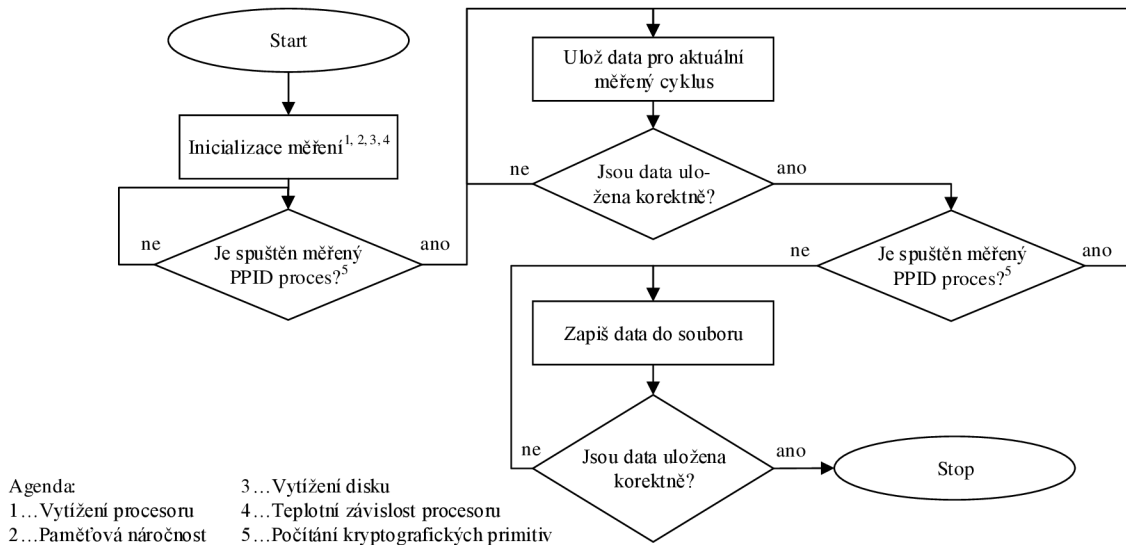 Start
Inicializace měření1, 2, 3, 4
ne
Je spuštěn měřený
PPID proces?5
ano
Ulož data pro aktuální
měřený cyklus
ne
Jsou data ulo-
žena korektně?
ano
ne
Je spuštěn měřený
PPID proces?5
ano
Zapiš data do souboru
ne
Jsou data uložena
korektně?
ano
Stop
Agenda:
1…Vytížení procesoru
2…Paměťová náročnost
3…Vytížení disku
4…Teplotní závislost procesoru
5…Počítání kryptografických primitiv